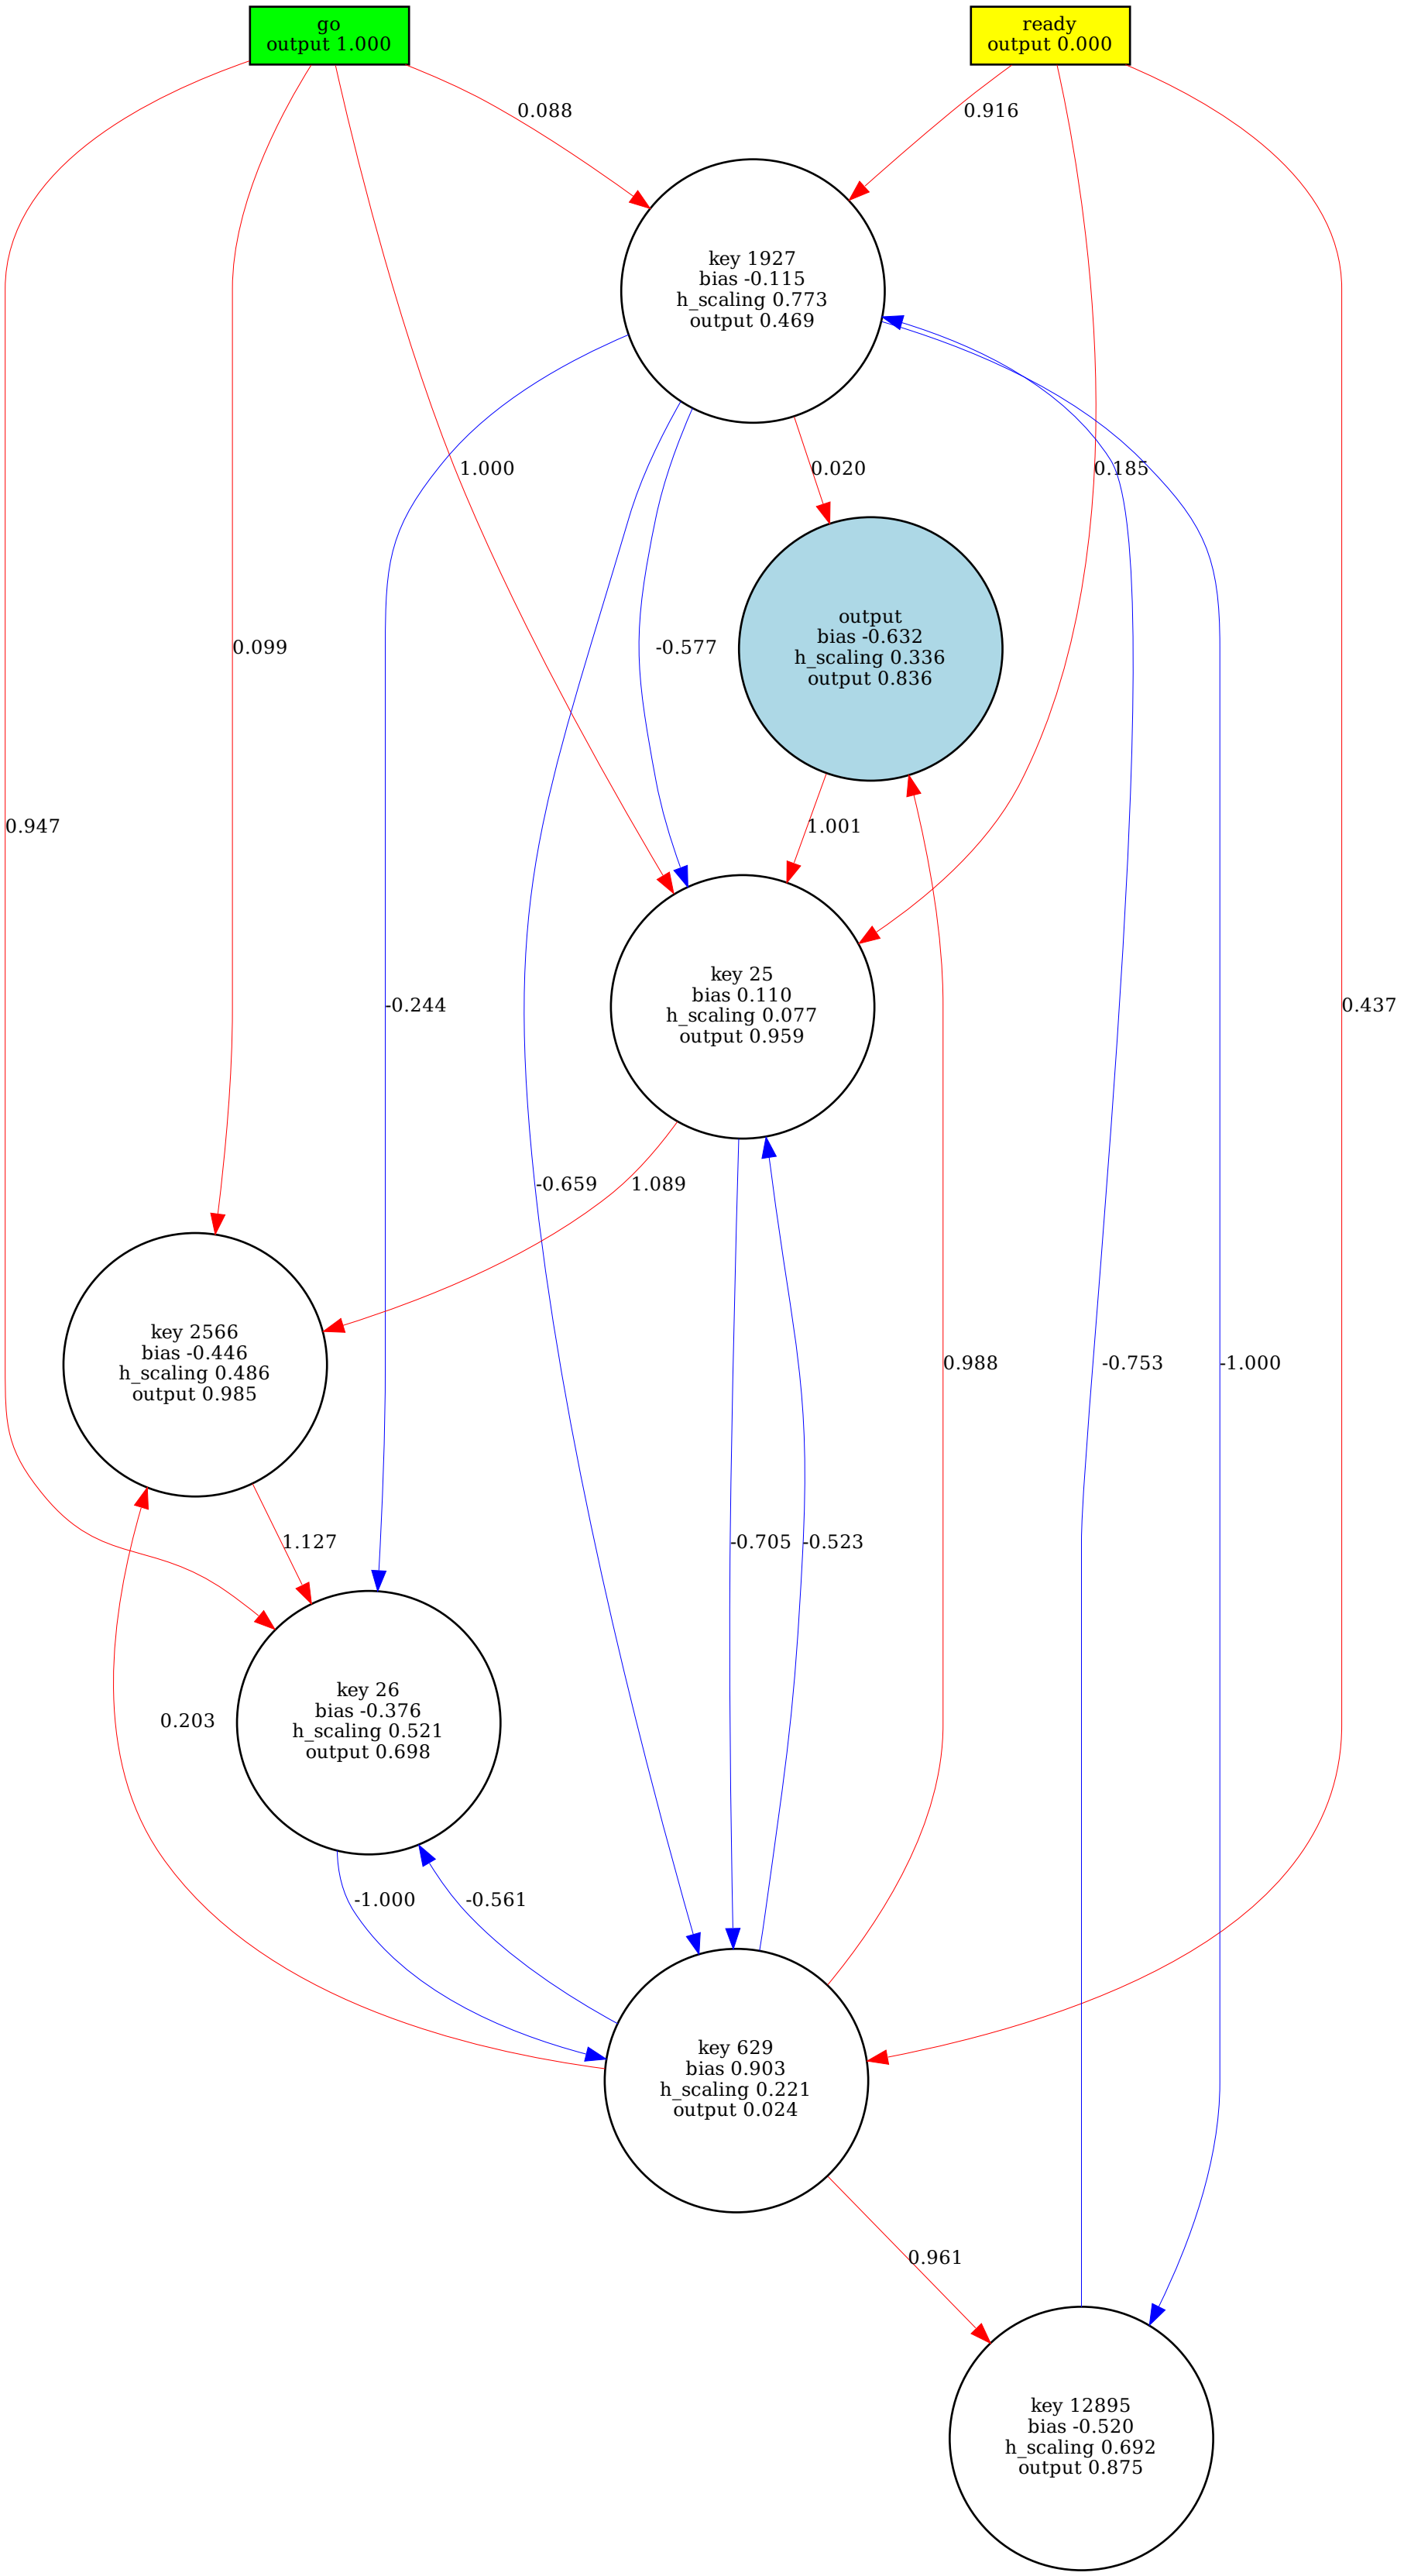 go
output 1.000
ready
output 0.000
0.088
0.916
key 1927
bias -0.115
h_scaling 0.773
output 0.469
1.000
0.020
0.185
0.099
-0.577
output
bias -0.632
h_scaling 0.336
output 0.836
0.947
1.001
-0.244
key 25
bias 0.110
h_scaling 0.077
output 0.959
0.437
-0.659
1.089
key 2566
bias -0.446
h_scaling 0.486
output 0.985
0.988
-0.753
-1.000
1.127
-0.705
-0.523
0.203
key 26
bias -0.376
h_scaling 0.521
output 0.698
-1.000
-0.561
key 629
bias 0.903
h_scaling 0.221
output 0.024
0.961
key 12895
bias -0.520
h_scaling 0.692
output 0.875